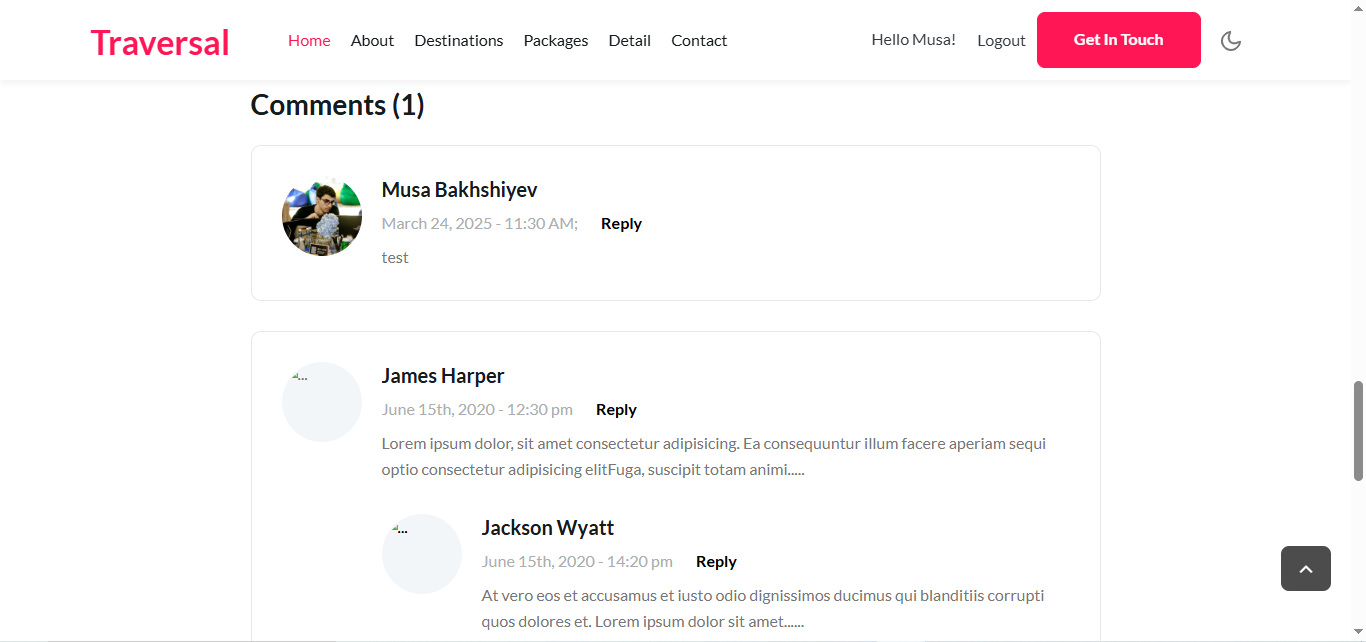 Traversal Home About Destinations Packages Detail Contact Hello Musa! Logout Get In Touch
Comments (1)
Musa Bakhshiyev
March 24, 2025 - 11:30 AM; Reply
test
...
James Harper
June 15th, 2020 - 12:30 pm Reply
Lorem ipsum dolor, sit amet consectetur adipisicing. Ea consequuntur illum facere aperiam sequi
optio consectetur adipisicing elitFuga, suscipit totam animi.....
...
Jackson Wyatt
June 15th, 2020 - 14:20 pm Reply
At vero eos et accusamus et iusto odio dignissimos ducimus qui blanditiis corrupti
quos dolores et. Lorem ipsum dolor sit amet......